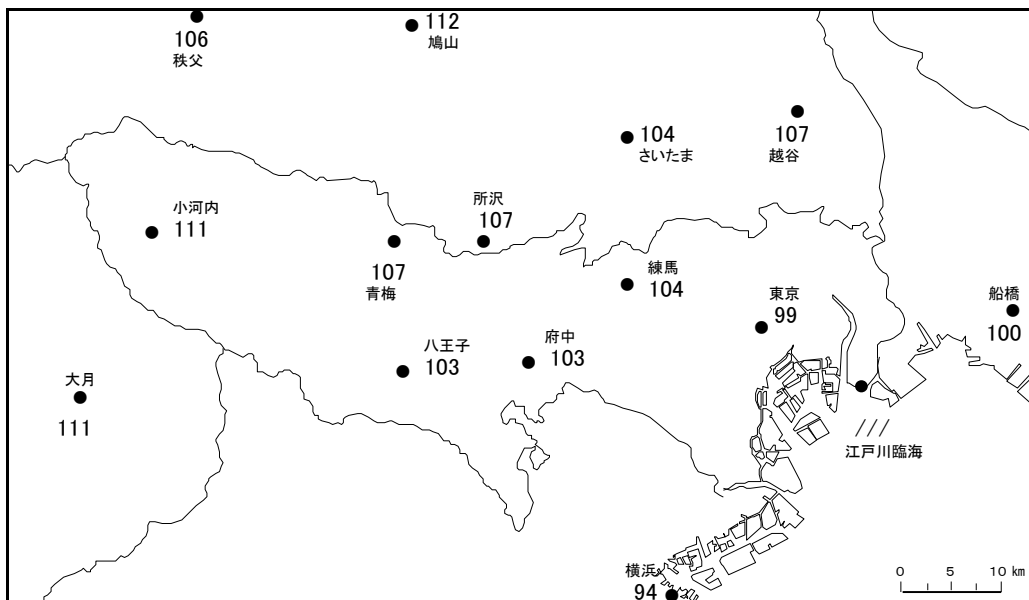 106
秩父
112
鳩山
104
さいたま
107
越谷
小河内
111
所沢
107
107
青梅
練馬
104
東京
99
船橋
100
八王子
103
府中
103
大月
111
///
江戸川臨海
横浜
94
0 5 10 km